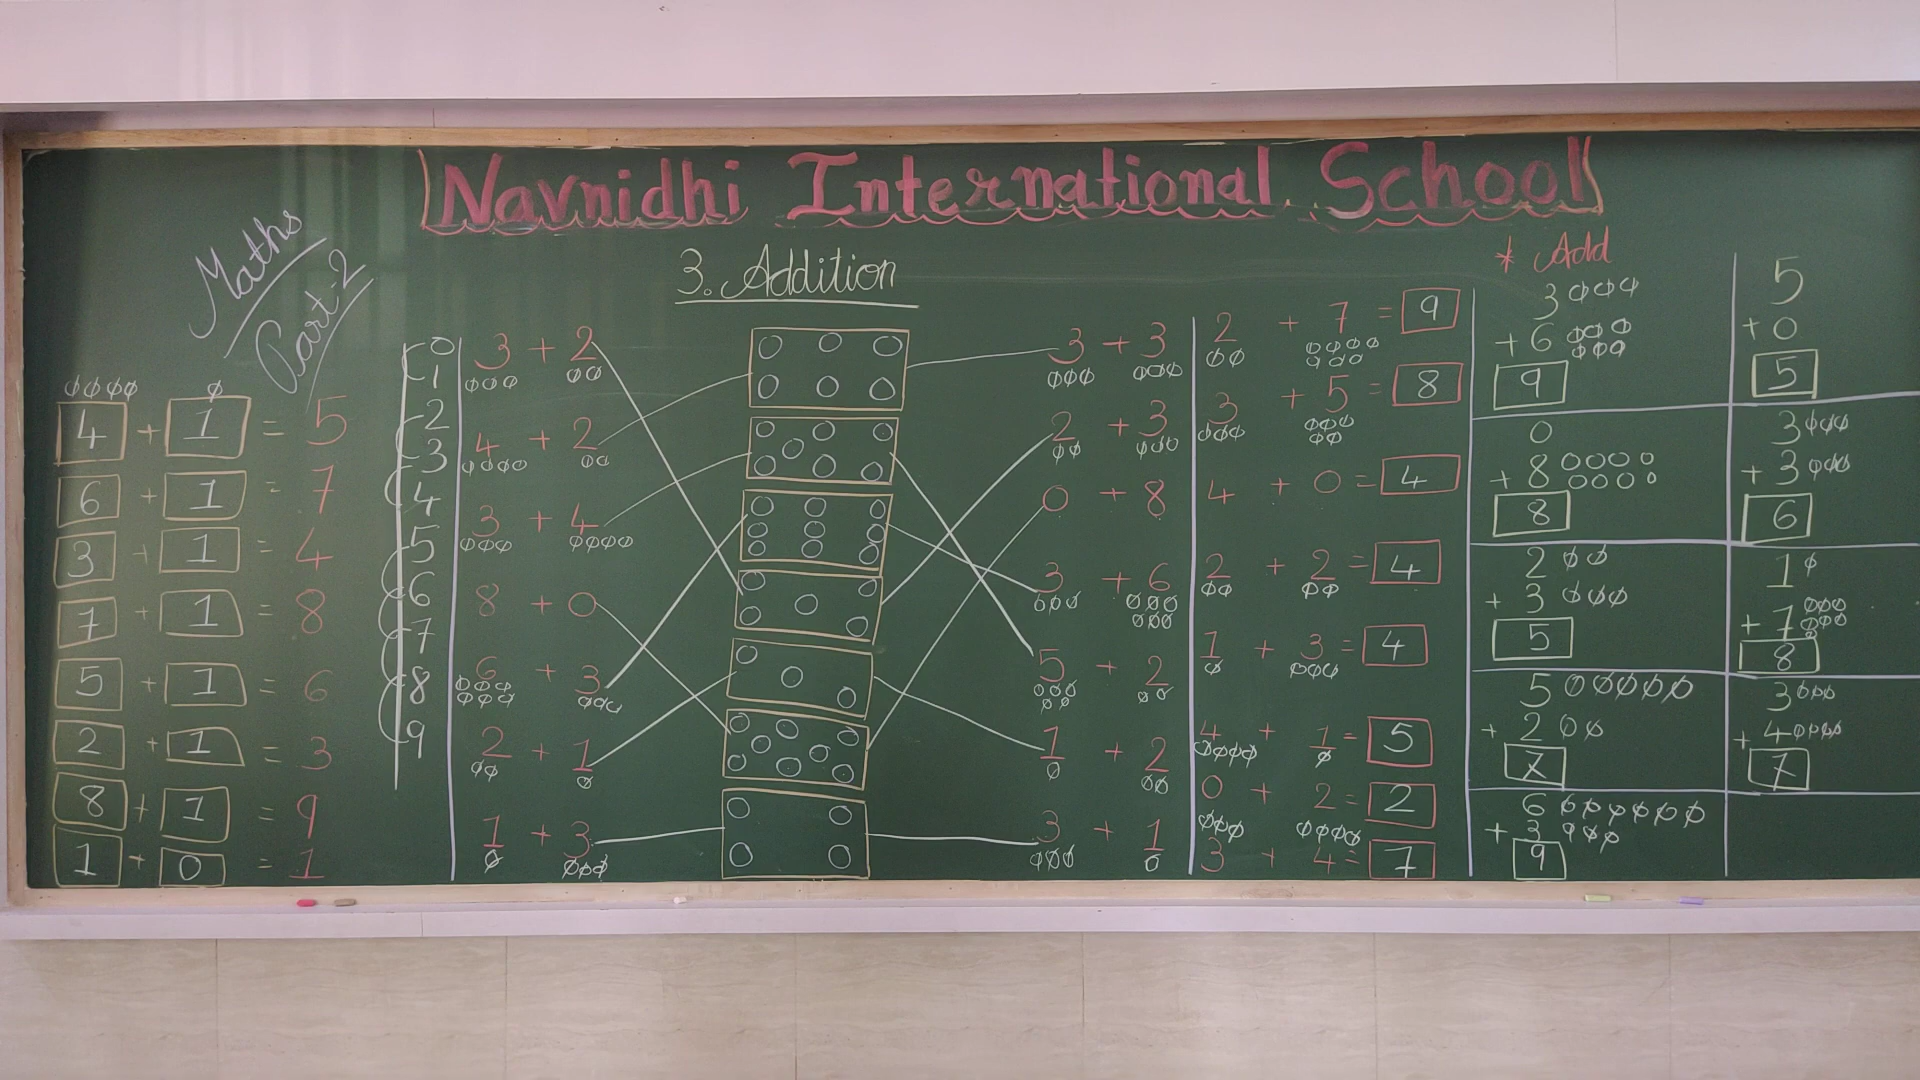 Navnidhi International School
Maths
Part-2
3. Addition
4 + 1 = 5
6 + 1 = 7
3 + 1 = 4
7 + 1 = 8
5 + 1 = 6
2 + 1 = 3
8 + 1 = 9
1 + 0 = 1
0
1
2
3
4
5
6
7
8
9
3 + 2
4 + 2
3 + 4
8 + 0
6 + 3
2 + 1
1 + 3
3 + 3
2 + 3
0 + 8
3 + 6
5 + 2
1 + 2
3 + 1
2 + 7 = 9
3 + 5 = 8
4 + 0 = 4
2 + 2 = 4
1 + 3 = 4
4 + 1 = 5
0 + 2 = 2
3 + 4 = 7
* Add
3
+ 6
9
0
+ 8
8
2
+ 3
5
5
+ 2
7
6
+ 3
9
5
+ 0
5
3
+ 3
6
1
+ 7
8
3
+ 4
7